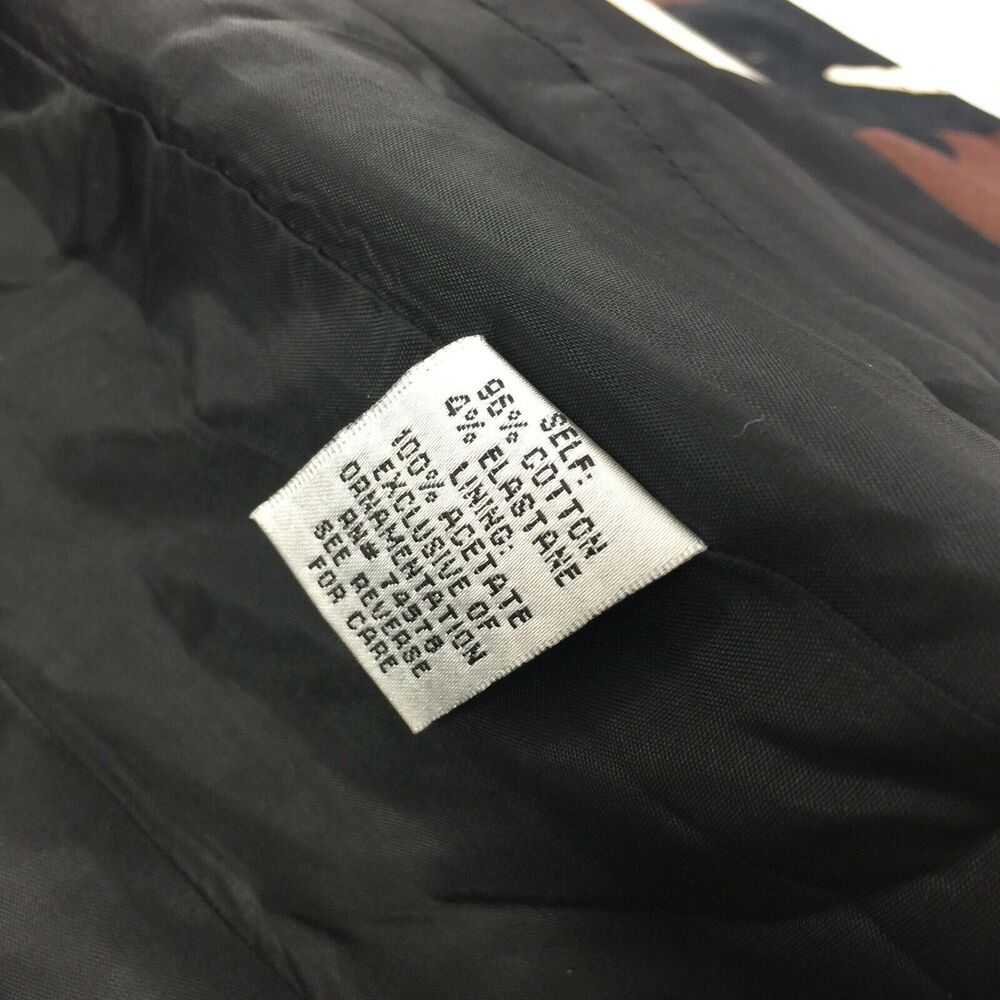 SELF:
96% COTTON
4% ELASTANE
LINING:
100% ACETATE
EXCLUSIVE OF
ORNAMENTATION
RN# 74578
SEE REVERSE
FOR CARE